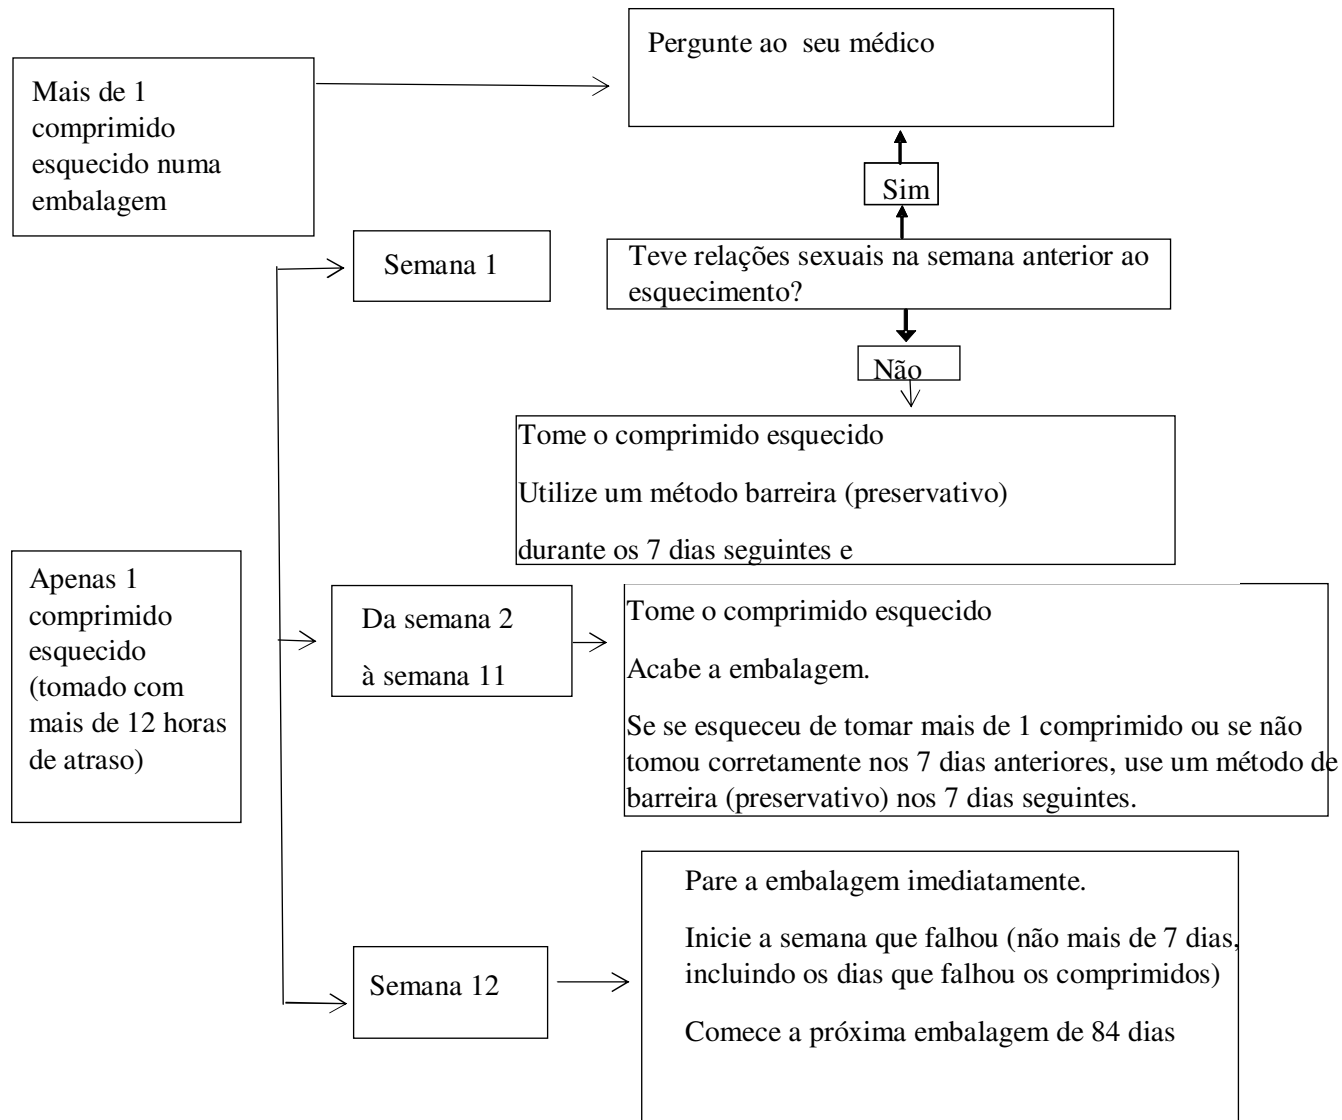 Pergunte ao seu médico
Mais de 1
comprimido
esquecido numa
embalagem
Sim
Semana 1
Teve relações sexuais na semana anterior ao
esquecimento?
Não
Tome o comprimido esquecido
Utilize um método barreira (preservativo)
durante os 7 dias seguintes e
Apenas 1
comprimido
esquecido
(tomado com
mais de 12 horas
de atraso)
Da semana 2
à semana 11
Tome o comprimido esquecido
Acabe a embalagem.
Se se esqueceu de tomar mais de 1 comprimido ou se não
tomou corretamente nos 7 dias anteriores, use um método de
barreira (preservativo) nos 7 dias seguintes.
Semana 12
Pare a embalagem imediatamente.
Inicie a semana que falhou (não mais de 7 dias,
incluindo os dias que falhou os comprimidos)
Comece a próxima embalagem de 84 dias